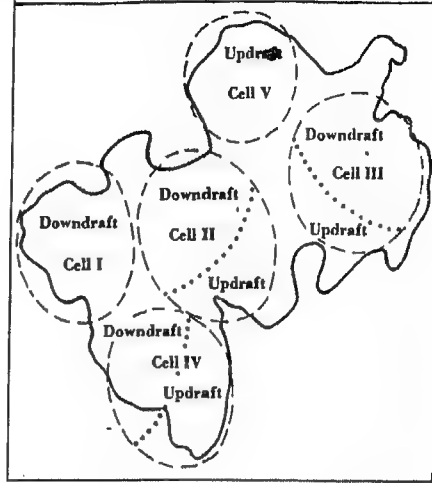 Updraft
Cell V
Downdraft
Cell III
Updraft
Downdraft
Cell II
Updraft
Downdraft
Cell I
Downdraft
Cell IV
Updraft